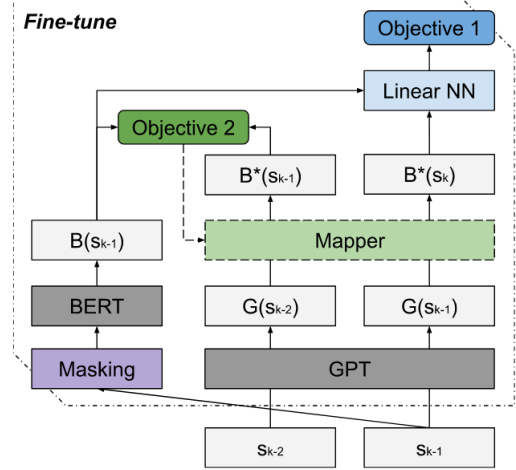 Fine-tune
Objective 1
Linear NN
Objective 2
B*(sk-1)
B*(sk)
B(sk-1)
Mapper
BERT
G(sk-2)
G(sk-1)
Masking
GPT
sk-2
sk-1